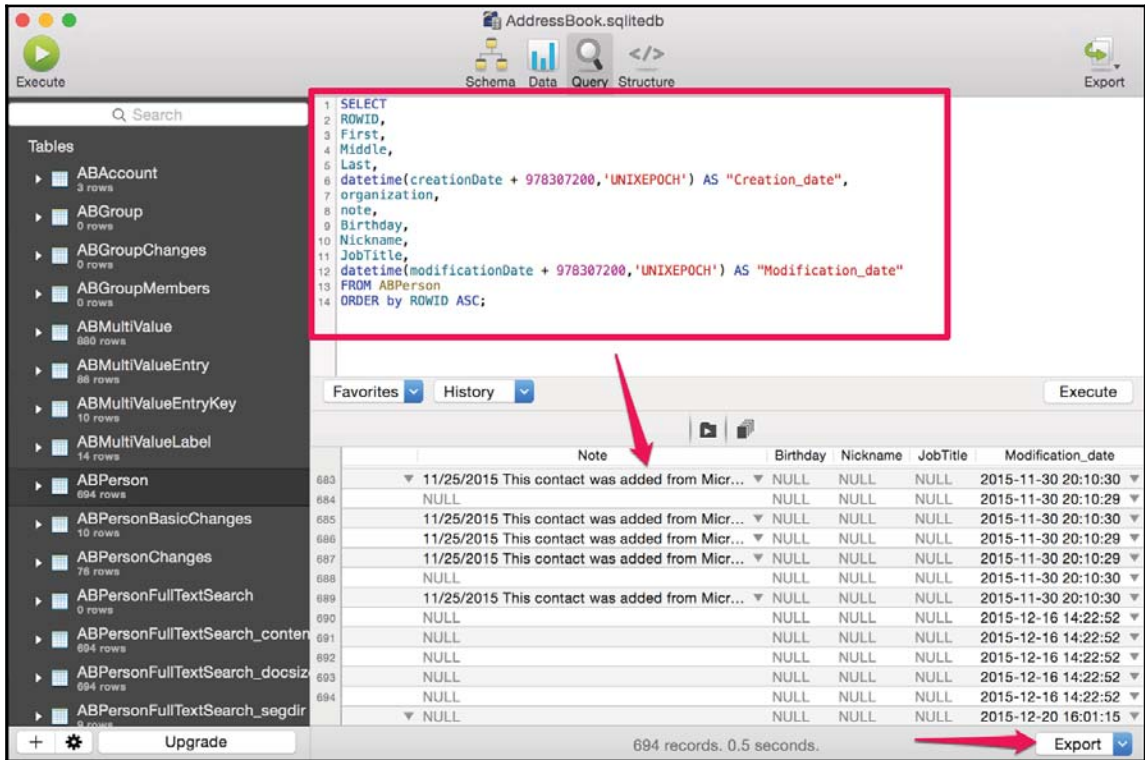 AddressBook.sqlitedb
Execute
Schema Data Query Structure
Export
Search
Tables
ABAccount
3 rows
ABGroup
0 rows
ABGroupChanges
0 rows
ABGroupMembers
0 rows
ABMultiValue
880 rows
ABMultiValueEntry
86 rows
ABMultiValueEntryKey
10 rows
ABMultiValueLabel
14 rows
ABPerson
694 rows
ABPersonBasicChanges
10 rows
ABPersonChanges
76 rows
ABPersonFullTextSearch
0 rows
ABPersonFullTextSearch_conten
694 rows
ABPersonFullTextSearch_docsiz
694 rows
ABPersonFullTextSearch_segdir
9 rows
Upgrade
1 SELECT
2 ROWID,
3 First,
4 Middle,
5 Last,
6 datetime(creationDate + 978307200,'UNIXEPOCH') AS "Creation_date",
7 organization,
8 note,
9 Birthday,
10 Nickname,
11 JobTitle,
12 datetime(modificationDate + 978307200,'UNIXEPOCH') AS "Modification_date"
13 FROM ABPerson
14 ORDER by ROWID ASC;
Favorites History Execute
Note Birthday Nickname JobTitle Modification_date
683 11/25/2015 This contact was added from Micr... NULL NULL NULL 2015-11-30 20:10:30
684 NULL NULL NULL NULL 2015-11-30 20:10:29
685 11/25/2015 This contact was added from Micr... NULL NULL NULL 2015-11-30 20:10:30
686 11/25/2015 This contact was added from Micr... NULL NULL NULL 2015-11-30 20:10:29
687 11/25/2015 This contact was added from Micr... NULL NULL NULL 2015-11-30 20:10:29
688 NULL NULL NULL NULL 2015-11-30 20:10:30
689 11/25/2015 This contact was added from Micr... NULL NULL NULL 2015-11-30 20:10:30
690 NULL NULL NULL NULL 2015-12-16 14:22:52
691 NULL NULL NULL NULL 2015-12-16 14:22:52
692 NULL NULL NULL NULL 2015-12-16 14:22:52
693 NULL NULL NULL NULL 2015-12-16 14:22:52
694 NULL NULL NULL NULL 2015-12-16 14:22:52
NULL NULL NULL NULL 2015-12-20 16:01:15
694 records. 0.5 seconds.
Export